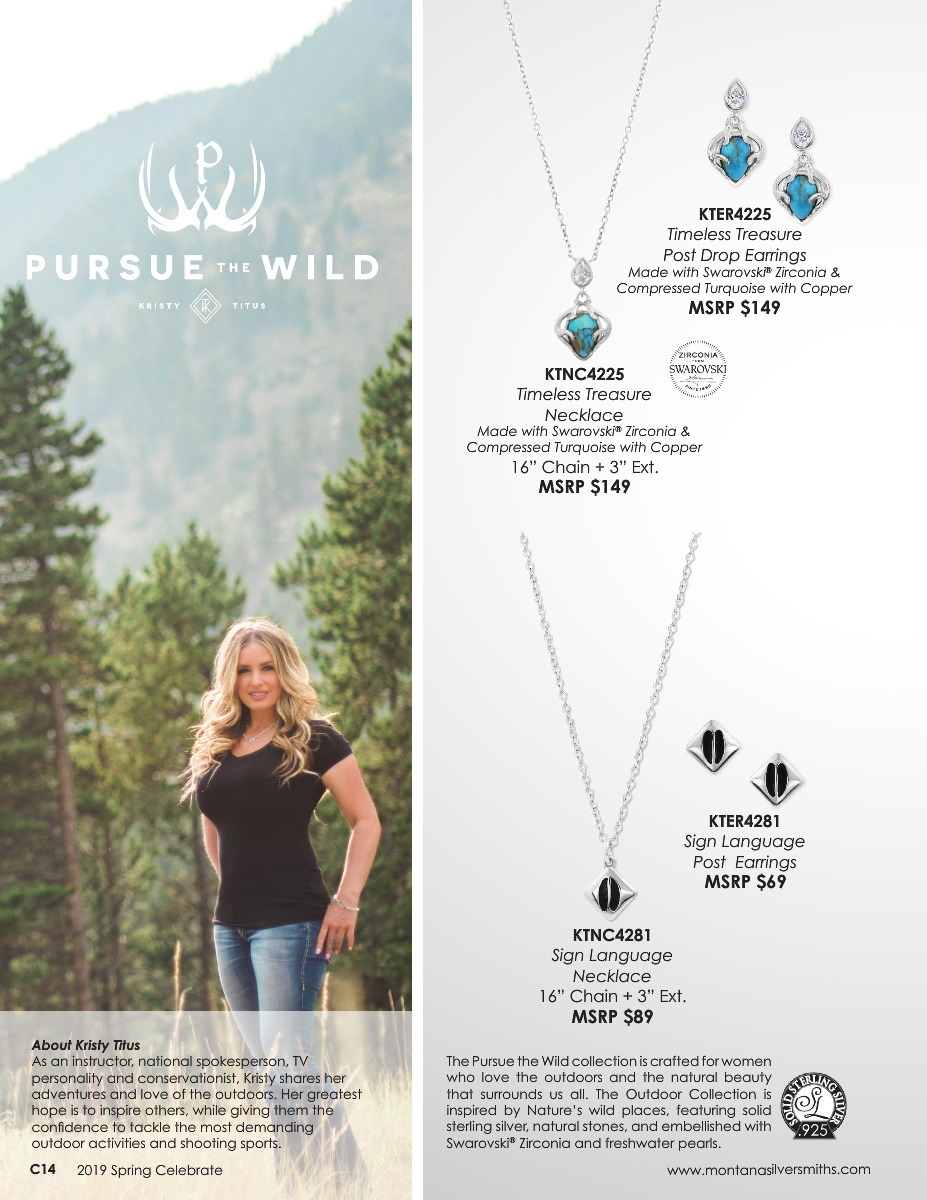 P
PURSUE THE WILD
KRISTY TK TITUS
About Kristy Titus
As an instructor, national spokesperson, TV
personality and conservationist, Kristy shares her
adventures and love of the outdoors. Her greatest
hope is to inspire others, while giving them the
confidence to tackle the most demanding
outdoor activities and shooting sports.
C14 2019 Spring Celebrate
KTER4225
Timeless Treasure
Post Drop Earrings
Made with Swarovski® Zirconia &
Compressed Turquoise with Copper
MSRP $149
ZIRCONIA
FROM
SWAROVSKI
SINCE 1895
KTNC4225
Timeless Treasure
Necklace
Made with Swarovski® Zirconia &
Compressed Turquoise with Copper
16” Chain + 3” Ext.
MSRP $149
KTER4281
Sign Language
Post Earrings
MSRP $69
KTNC4281
Sign Language
Necklace
16” Chain + 3” Ext.
MSRP $89
The Pursue the Wild collection is crafted for women
who love the outdoors and the natural beauty
that surrounds us all. The Outdoor Collection is
inspired by Nature’s wild places, featuring solid
sterling silver, natural stones, and embellished with
Swarovski® Zirconia and freshwater pearls.
SOLID STERLING SILVER
.925
www.montanasilversmiths.com